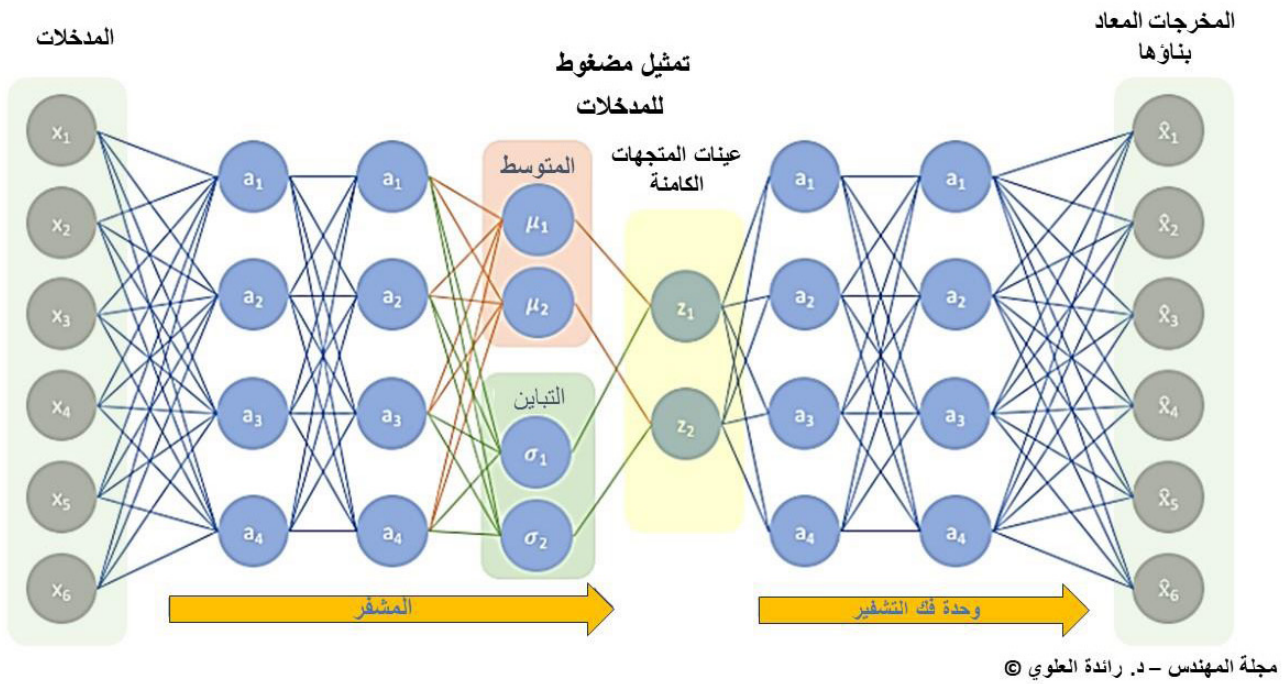 المخرجات المعاد
بناؤها
المدخلات
تمثيل مضغوط
للمدخلات
عينات المتجهات
الكامنة
المتوسط
التباين
x₁
x₂
x₃
x₄
x₅
x₆
a₁
a₂
a₃
a₄
a₁
a₂
a₃
a₄
μ₁
μ₂
σ₁
σ₂
z₁
z₂
a₁
a₂
a₃
a₄
a₁
a₂
a₃
a₄
x̂₁
x̂₂
x̂₃
x̂₄
x̂₅
x̂₆
المشفر
وحدة فك التشفير
مجلة المهندس – د. رائدة العلوي ©